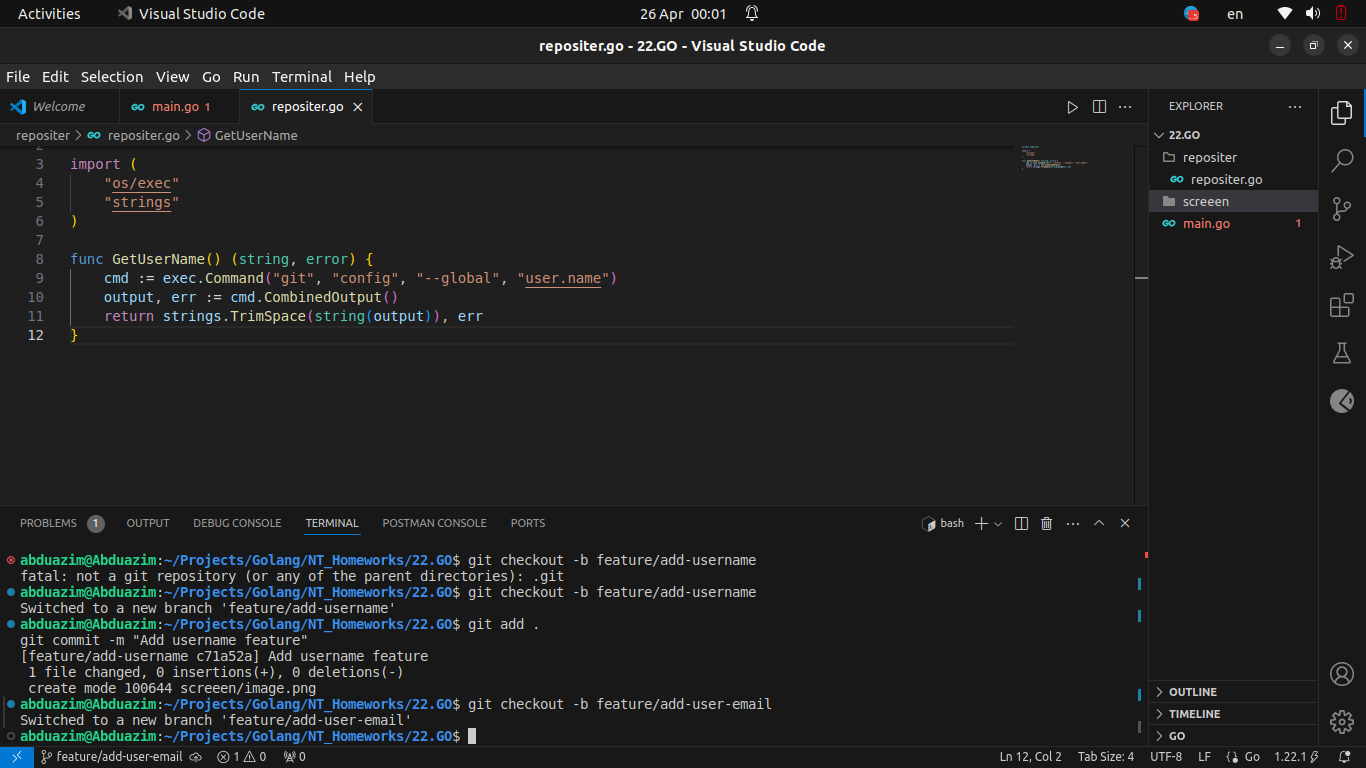 Activities Visual Studio Code 26 Apr 00:01 en
repositer.go - 22.GO - Visual Studio Code
File Edit Selection View Go Run Terminal Help
Welcome GO main.go 1 GO repositer.go
repositer > GO repositer.go > GetUserName
2
3 import (
4 "os/exec"
5 "strings"
6 )
7
8 func GetUserName() (string, error) {
9 cmd := exec.Command("git", "config", "--global", "user.name")
10 output, err := cmd.CombinedOutput()
11 return strings.TrimSpace(string(output)), err
12 }
EXPLORER
22.GO
repositer
GO repositer.go
screeen
GO main.go 1
PROBLEMS 1 OUTPUT DEBUG CONSOLE TERMINAL POSTMAN CONSOLE PORTS bash
abduazim@Abduazim:~/Projects/Golang/NT_Homeworks/22.GO$ git checkout -b feature/add-username
fatal: not a git repository (or any of the parent directories): .git
abduazim@Abduazim:~/Projects/Golang/NT_Homeworks/22.GO$ git checkout -b feature/add-username
Switched to a new branch 'feature/add-username'
abduazim@Abduazim:~/Projects/Golang/NT_Homeworks/22.GO$ git add .
git commit -m "Add username feature"
[feature/add-username c71a52a] Add username feature
1 file changed, 0 insertions(+), 0 deletions(-)
create mode 100644 screeen/image.png
abduazim@Abduazim:~/Projects/Golang/NT_Homeworks/22.GO$ git checkout -b feature/add-user-email
Switched to a new branch 'feature/add-user-email'
abduazim@Abduazim:~/Projects/Golang/NT_Homeworks/22.GO$
OUTLINE
TIMELINE
GO
feature/add-user-email 1 0 0 Ln 12, Col 2 Tab Size: 4 UTF-8 LF Go 1.22.1